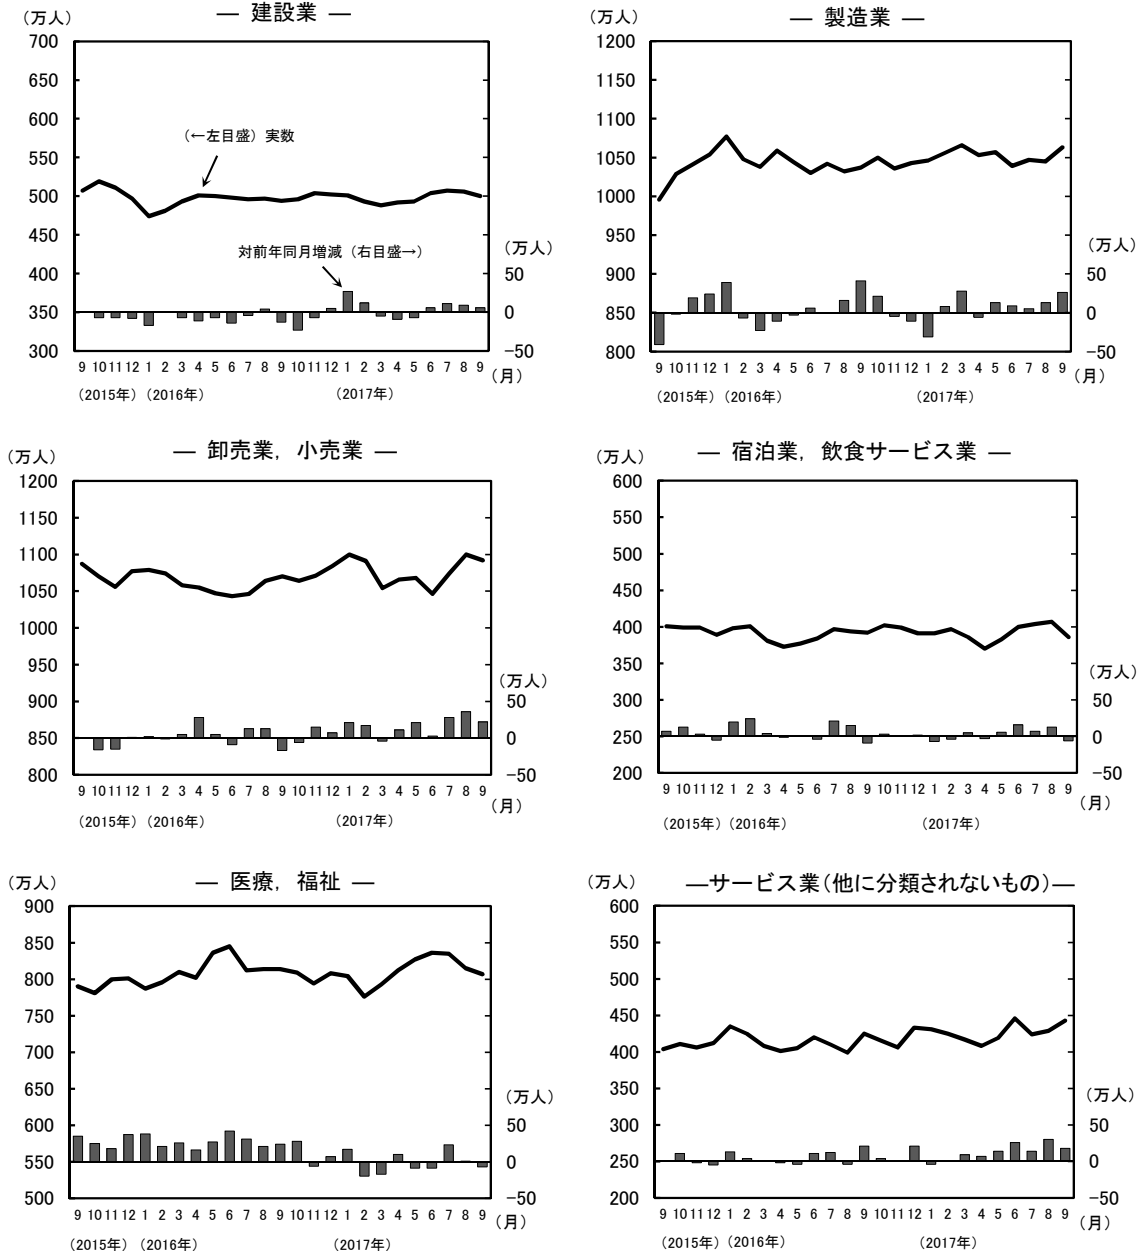 ― 建設業 ―
（万人）
700
650
600
550
500
450
400
350
300
（←左目盛）実数
対前年同月増減（右目盛→）
（万人）
50
0
−50
9 10 11 12 1 2 3 4 5 6 7 8 9 10 11 12 1 2 3 4 5 6 7 8 9
（月）
（2015年）（2016年） （2017年）
― 製造業 ―
（万人）
1200
1150
1100
1050
1000
950
900
850
800
（万人）
50
0
−50
9 10 11 12 1 2 3 4 5 6 7 8 9 10 11 12 1 2 3 4 5 6 7 8 9
（月）
（2015年）（2016年） （2017年）
― 卸売業，小売業 ―
（万人）
1200
1150
1100
1050
1000
950
900
850
800
（万人）
50
0
−50
9 10 11 12 1 2 3 4 5 6 7 8 9 10 11 12 1 2 3 4 5 6 7 8 9
（月）
（2015年）（2016年） （2017年）
― 宿泊業，飲食サービス業 ―
（万人）
600
550
500
450
400
350
300
250
200
（万人）
50
0
−50
9 10 11 12 1 2 3 4 5 6 7 8 9 10 11 12 1 2 3 4 5 6 7 8 9
（月）
（2015年）（2016年） （2017年）
― 医療，福祉 ―
（万人）
900
850
800
750
700
650
600
550
500
（万人）
50
0
−50
9 10 11 12 1 2 3 4 5 6 7 8 9 10 11 12 1 2 3 4 5 6 7 8 9
（月）
（2015年）（2016年） （2017年）
―サービス業（他に分類されないもの）―
（万人）
600
550
500
450
400
350
300
250
200
（万人）
50
0
−50
9 10 11 12 1 2 3 4 5 6 7 8 9 10 11 12 1 2 3 4 5 6 7 8 9
（月）
（2015年）（2016年） （2017年）